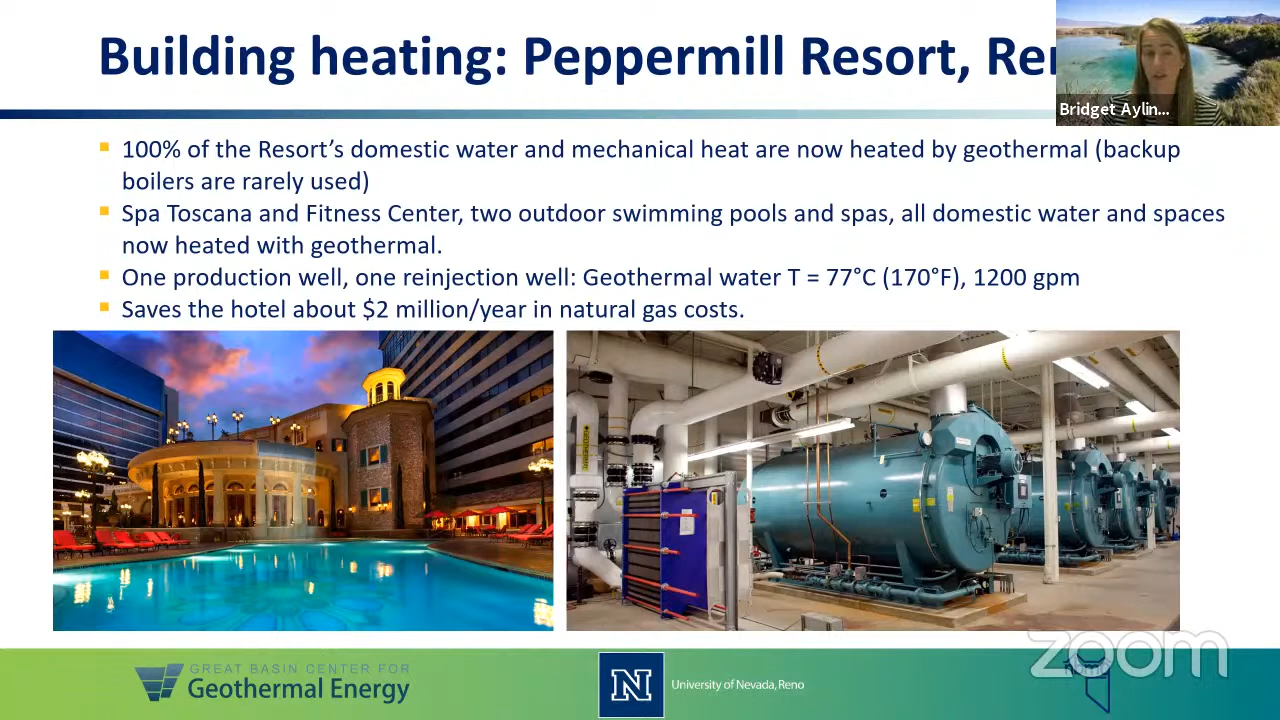 Building heating: Peppermill Resort, Re
Bridget Aylin...
100% of the Resort's domestic water and mechanical heat are now heated by geothermal (backup
boilers are rarely used)
Spa Toscana and Fitness Center, two outdoor swimming pools and spas, all domestic water and spaces
now heated with geothermal.
One production well, one reinjection well: Geothermal water T = 77°C (170°F), 1200 gpm
Saves the hotel about $2 million/year in natural gas costs.
GREAT BASIN CENTER FOR
Geothermal Energy
N
University of Nevada, Reno
zoom